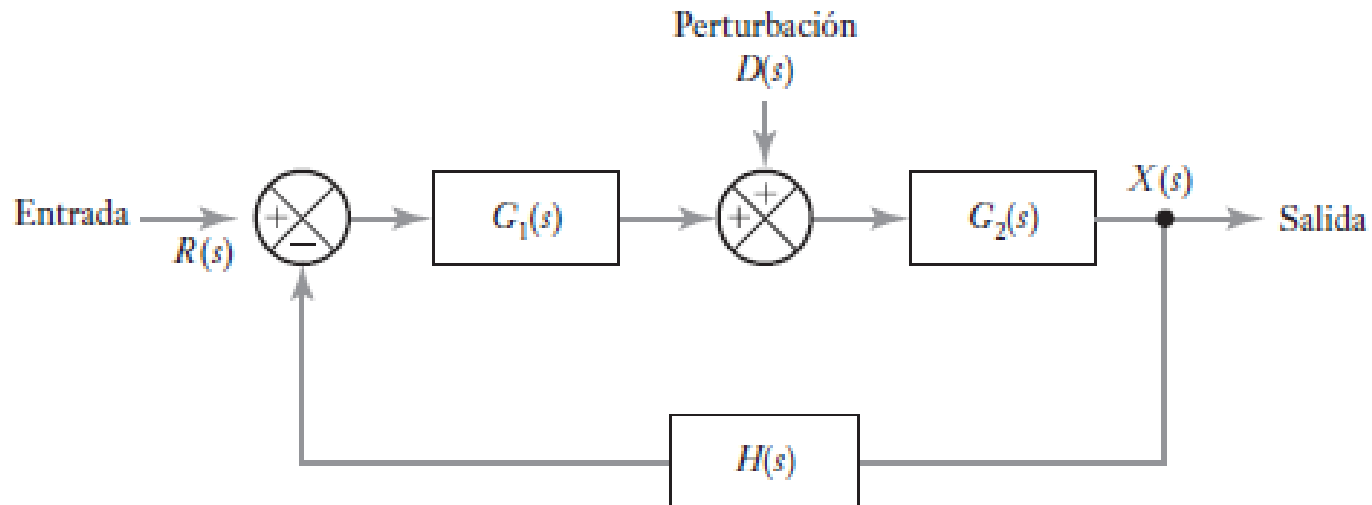 Perturbación
D(s)
Entrada
R(s)
+
−
G₁(s)
+
+
G₂(s)
X(s)
Salida
H(s)